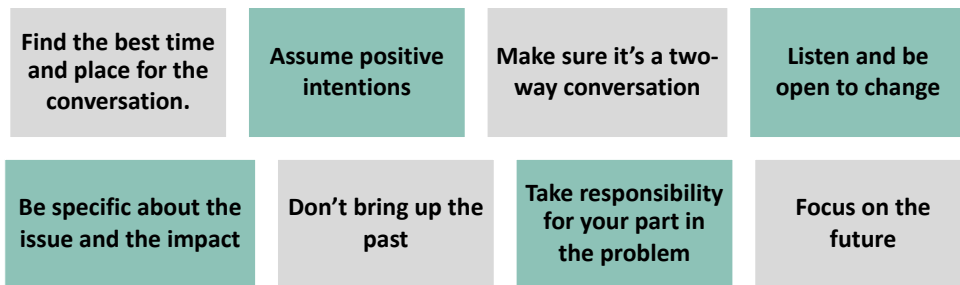 Find the best time
and place for the
conversation.
Assume positive
intentions
Make sure it's a two-
way conversation
Listen and be
open to change
Be specific about the
issue and the impact
Don't bring up the
past
Take responsibility
for your part in
the problem
Focus on the
future